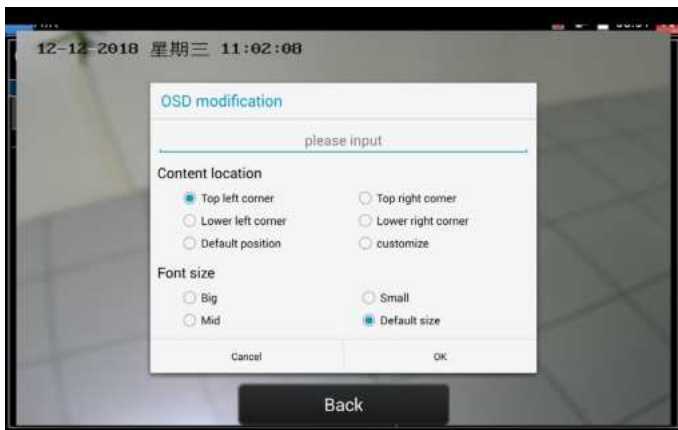 12-12-2018 星期三 11:02:08
OSD modification
please input
Content location
Top left corner
Top right corner
Lower left corner
Lower right corner
Default position
customize
Font size
Big
Small
Mid
Default size
Cancel
OK
Back